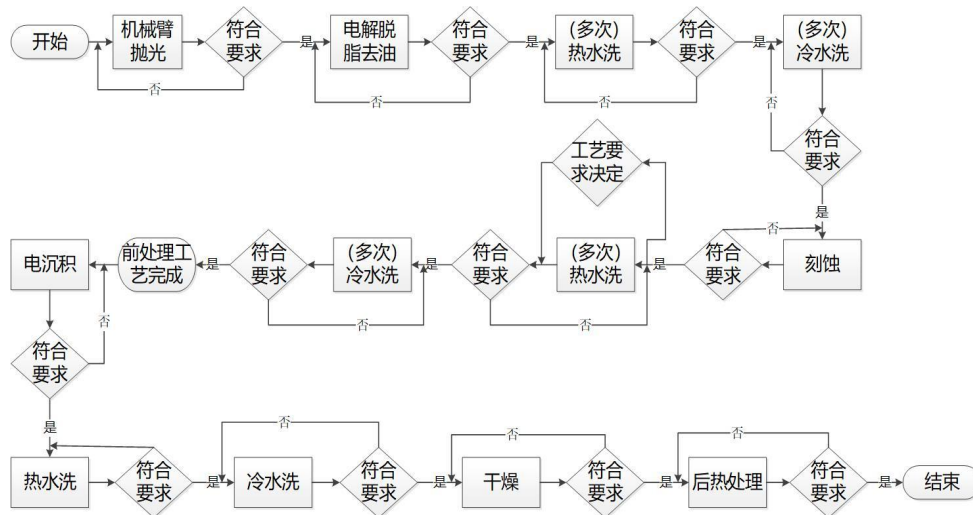 开始
机械臂
抛光
符合
要求
是
否
电解脱
脂去油
符合
要求
是
否
(多次)
热水洗
符合
要求
是
否
(多次)
冷水洗
否
符合
要求
是
工艺要
求决定
否
刻蚀
符合
要求
是
(多次)
热水洗
否
符合
要求
是
(多次)
冷水洗
否
符合
要求
是
前处理工
艺完成
电沉积
否
符合
要求
是
热水洗
符合
要求
是
否
冷水洗
符合
要求
是
否
干燥
符合
要求
是
否
后热处理
符合
要求
是
结束